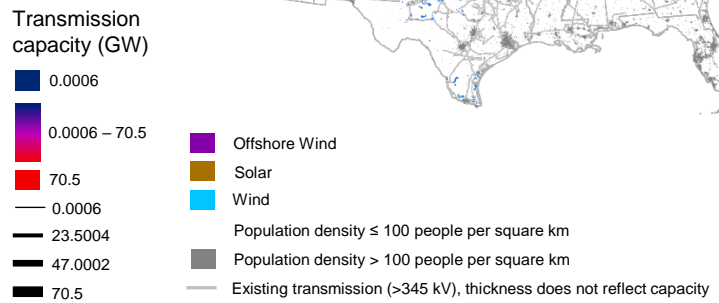 Transmission
capacity (GW)
0.0006
0.0006 – 70.5
70.5
0.0006
23.5004
47.0002
70.5
Offshore Wind
Solar
Wind
Population density ≤ 100 people per square km
Population density > 100 people per square km
Existing transmission (>345 kV), thickness does not reflect capacity